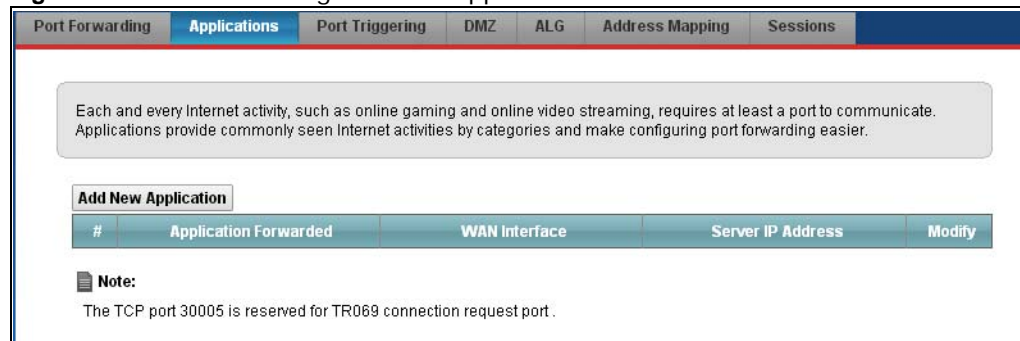 Port Forwarding Applications Port Triggering DMZ ALG Address Mapping Sessions
Each and every Internet activity, such as online gaming and online video streaming, requires at least a port to communicate.
Applications provide commonly seen Internet activities by categories and make configuring port forwarding easier.
Add New Application
# Application Forwarded WAN Interface Server IP Address Modify
Note:
The TCP port 30005 is reserved for TR069 connection request port .